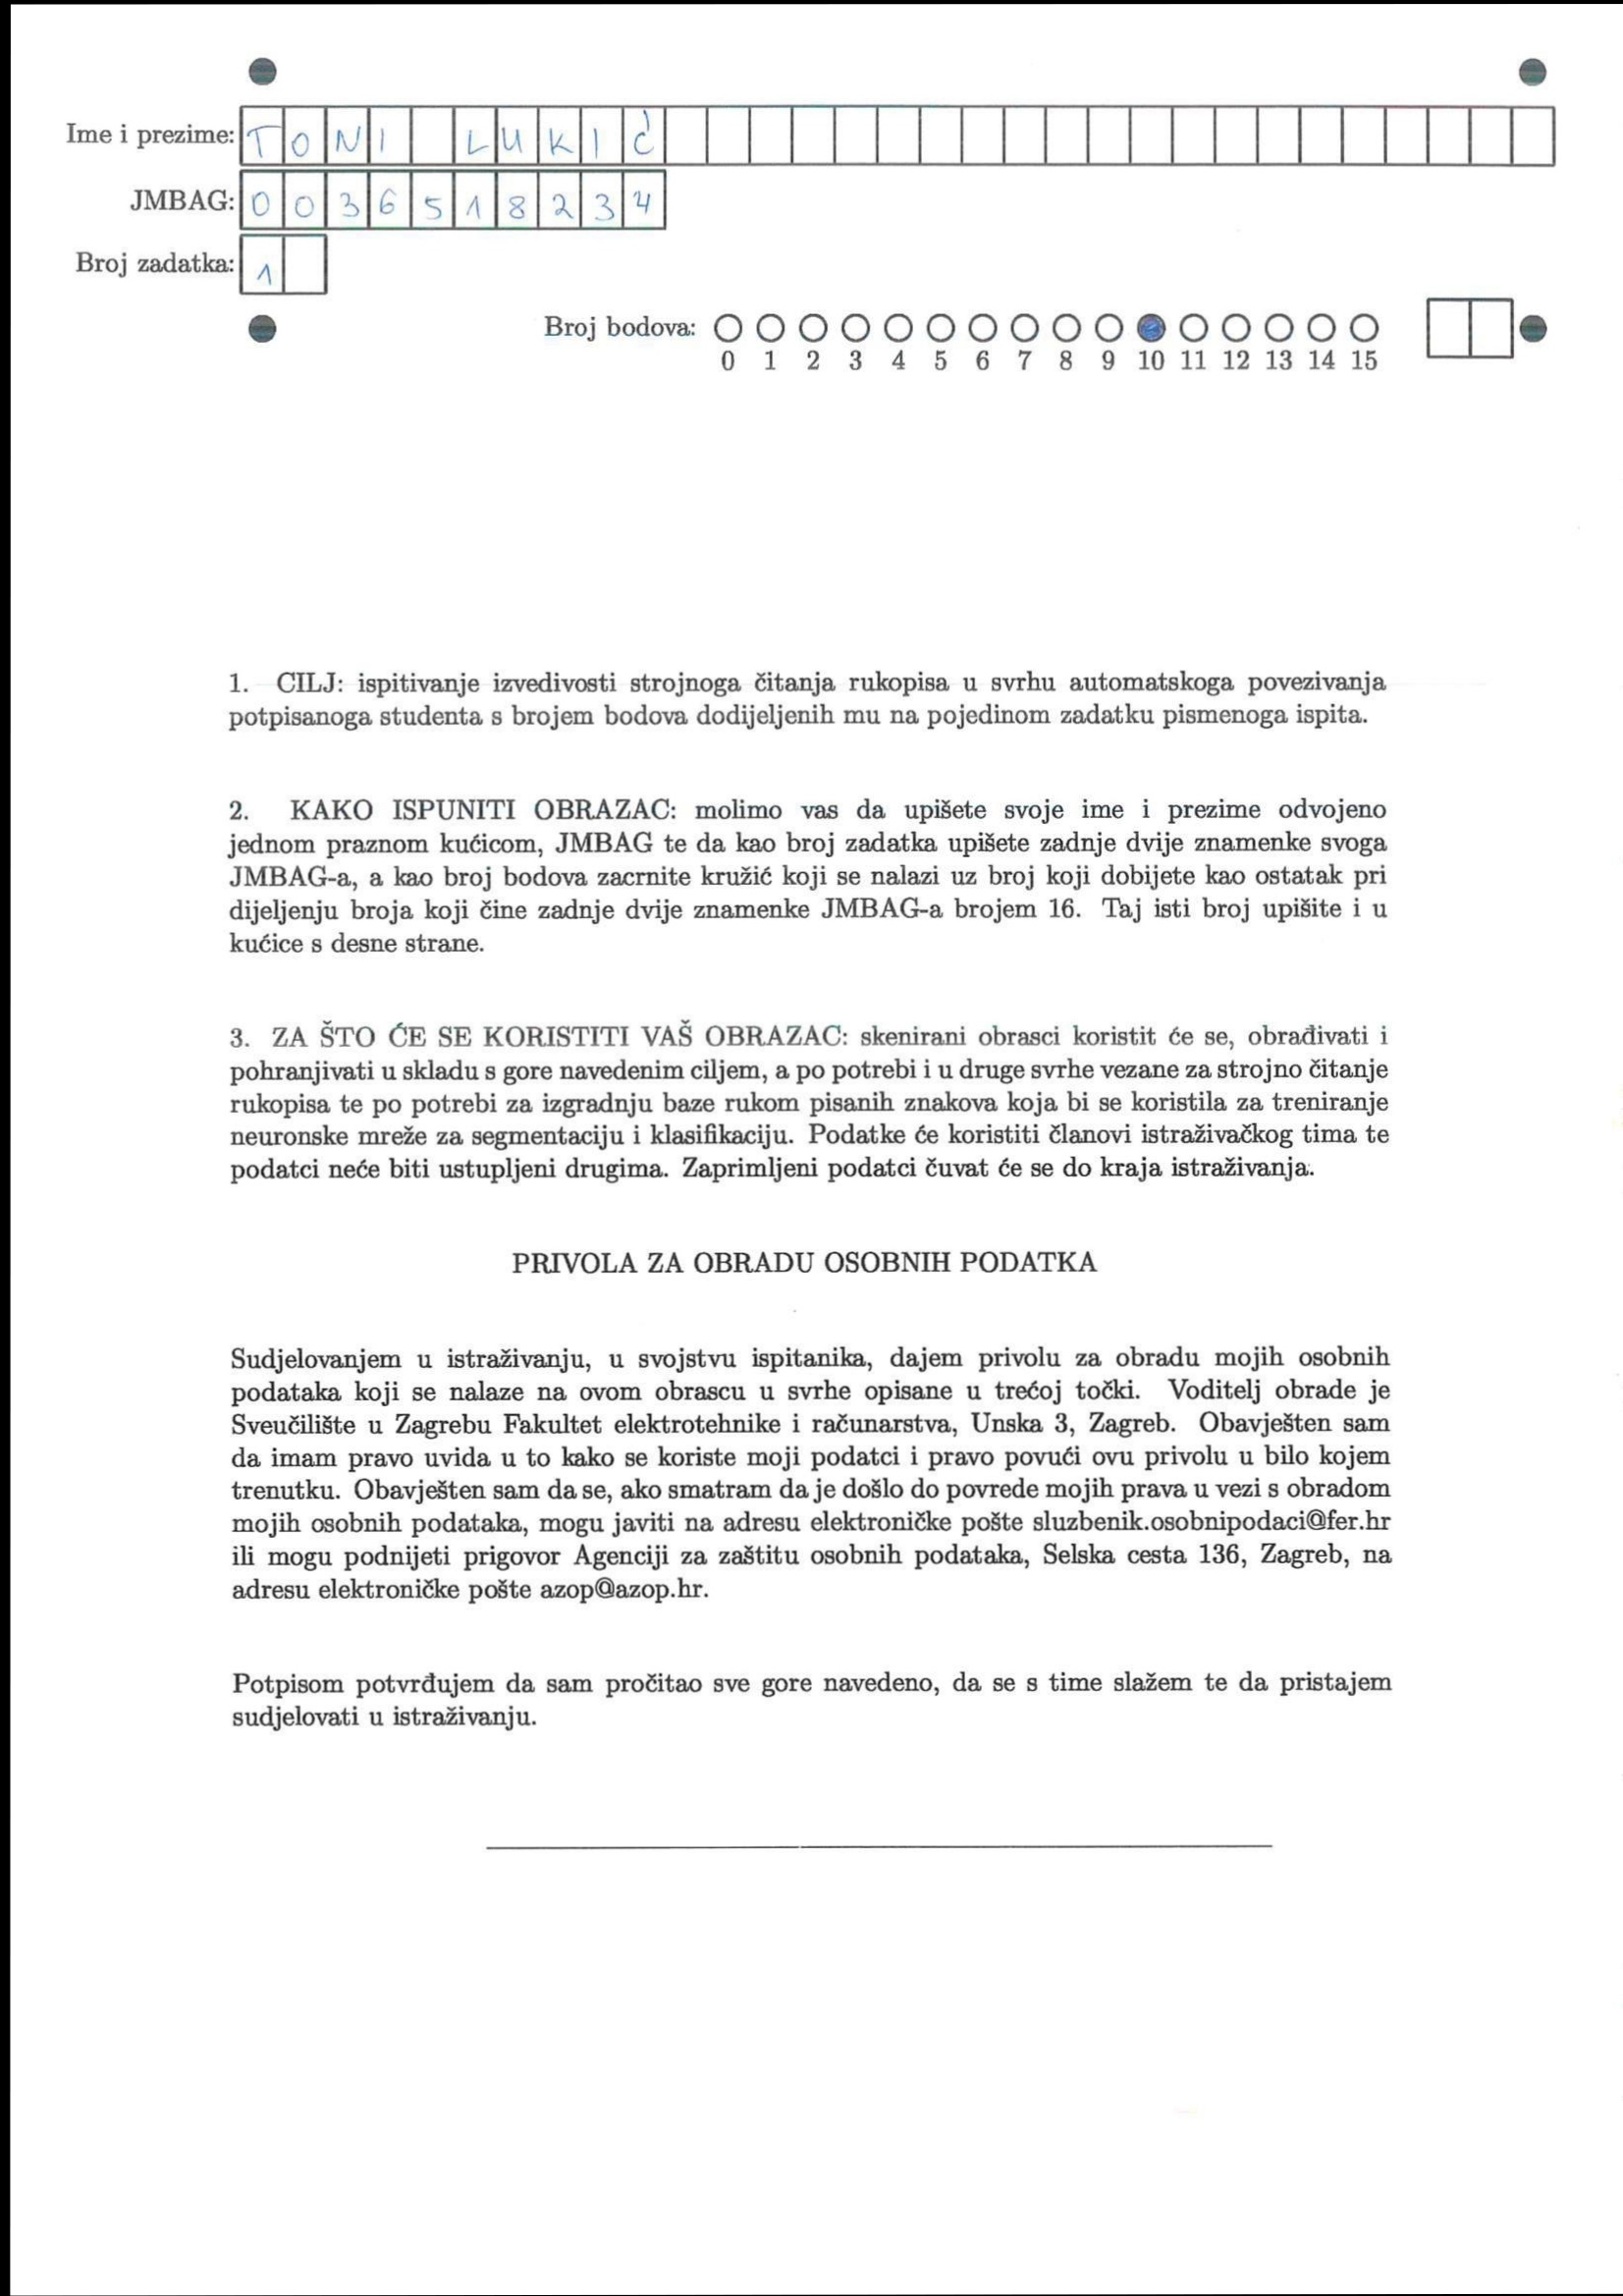 Ime i prezime: TONI LUKIĆ
JMBAG: 0036518234
Broj zadatka: 1
Broj bodova:
0 1 2 3 4 5 6 7 8 9 10 11 12 13 14 15
1. CILJ: ispitivanje izvedivosti strojnoga čitanja rukopisa u svrhu automatskoga povezivanja
potpisanoga studenta s brojem bodova dodijeljenih mu na pojedinom zadatku pismenoga ispita.
2. KAKO ISPUNITI OBRAZAC: molimo vas da upišete svoje ime i prezime odvojeno
jednom praznom kućicom, JMBAG te da kao broj zadatka upišete zadnje dvije znamenke svoga
JMBAG-a, a kao broj bodova zacrnite kružić koji se nalazi uz broj koji dobijete kao ostatak pri
dijeljenju broja koji čine zadnje dvije znamenke JMBAG-a brojem 16. Taj isti broj upišite i u
kućice s desne strane.
3. ZA ŠTO ĆE SE KORISTITI VAŠ OBRAZAC: skenirani obrasci koristit će se, obrađivati i
pohranjivati u skladu s gore navedenim ciljem, a po potrebi i u druge svrhe vezane za strojno čitanje
rukopisa te po potrebi za izgradnju baze rukom pisanih znakova koja bi se koristila za treniranje
neuronske mreže za segmentaciju i klasifikaciju. Podatke će koristiti članovi istraživačkog tima te
podatci neće biti ustupljeni drugima. Zaprimljeni podatci čuvat će se do kraja istraživanja.
PRIVOLA ZA OBRADU OSOBNIH PODATKA
Sudjelovanjem u istraživanju, u svojstvu ispitanika, dajem privolu za obradu mojih osobnih
podataka koji se nalaze na ovom obrascu u svrhe opisane u trećoj točki. Voditelj obrade je
Sveučilište u Zagrebu Fakultet elektrotehnike i računarstva, Unska 3, Zagreb. Obavješten sam
da imam pravo uvida u to kako se koriste moji podatci i pravo povući ovu privolu u bilo kojem
trenutku. Obavješten sam da se, ako smatram da je došlo do povrede mojih prava u vezi s obradom
mojih osobnih podataka, mogu javiti na adresu elektroničke pošte sluzbenik.osobnipodaci@fer.hr
ili mogu podnijeti prigovor Agenciji za zaštitu osobnih podataka, Selska cesta 136, Zagreb, na
adresu elektroničke pošte azop@azop.hr.
Potpisom potvrđujem da sam pročitao sve gore navedeno, da se s time slažem te da pristajem
sudjelovati u istraživanju.